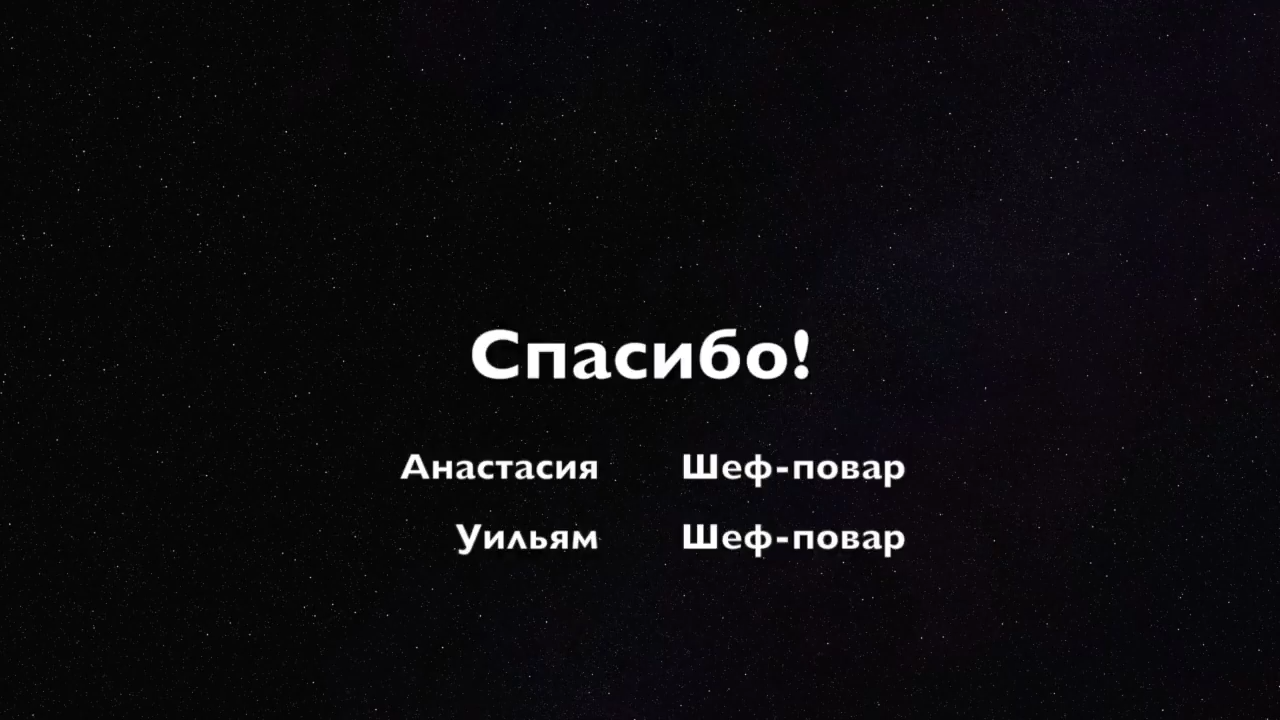 Спасибо!
Анастасия Шеф-повар
Уильям Шеф-повар